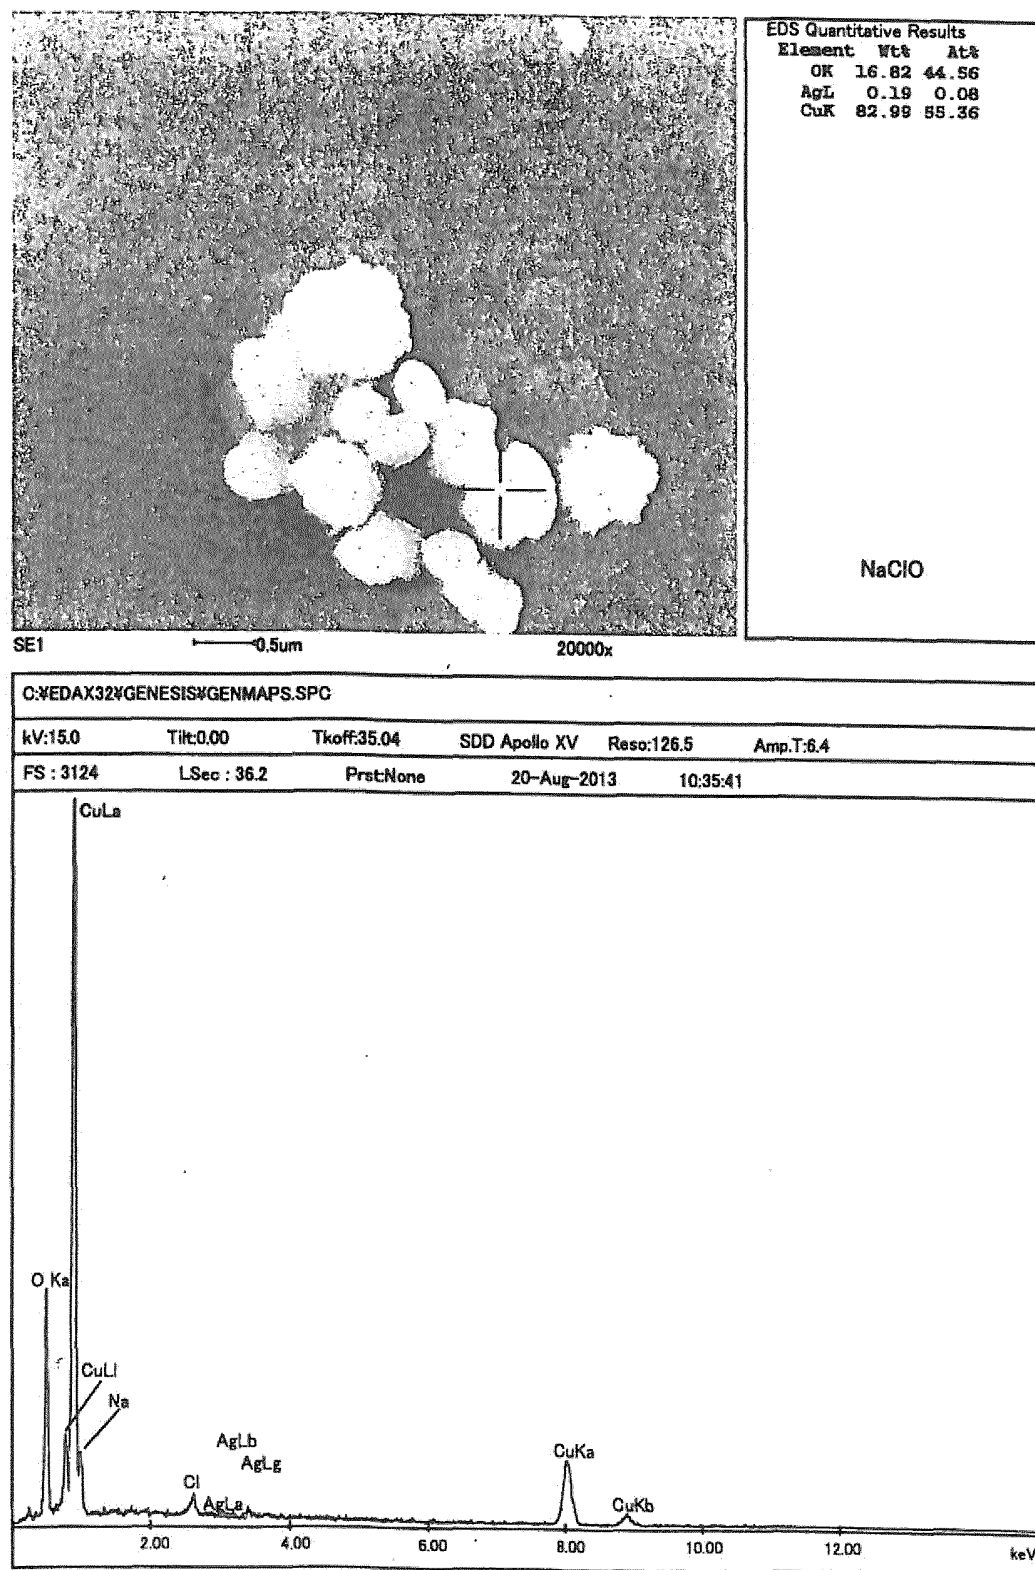 EDS Quantitative Results
Element Wt% At%
OK 16.82 44.56
AgL 0.19 0.08
CuK 82.99 55.36
NaClO
SE1 0.5um 20000x
C:¥EDAX32¥GENESIS¥GENMAPS.SPC
kV:15.0 Tilt:0.00 Tkoff:35.04 SDD Apollo XV Reso:126.5 Amp.T:6.4
FS : 3124 LSec : 36.2 Prst:None 20-Aug-2013 10:35:41
CuLa
O Ka
CuLl
Na
AgLb
AgLg
Cl
AgLa
CuKa
CuKb
2.00 4.00 6.00 8.00 10.00 12.00 keV